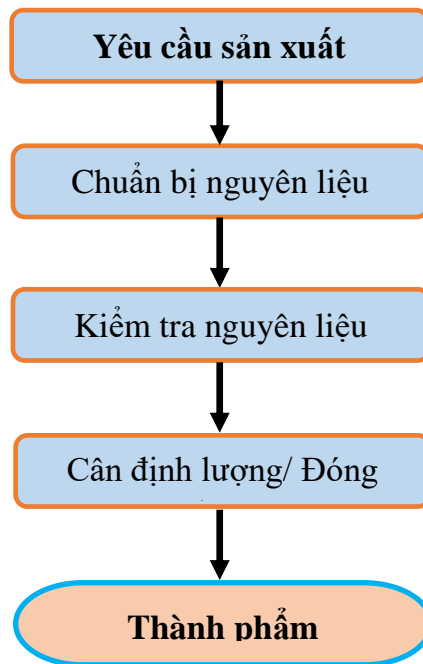 Yêu cầu sản xuất
Chuẩn bị nguyên liệu
Kiểm tra nguyên liệu
Cân định lượng/ Đóng
Thành phẩm